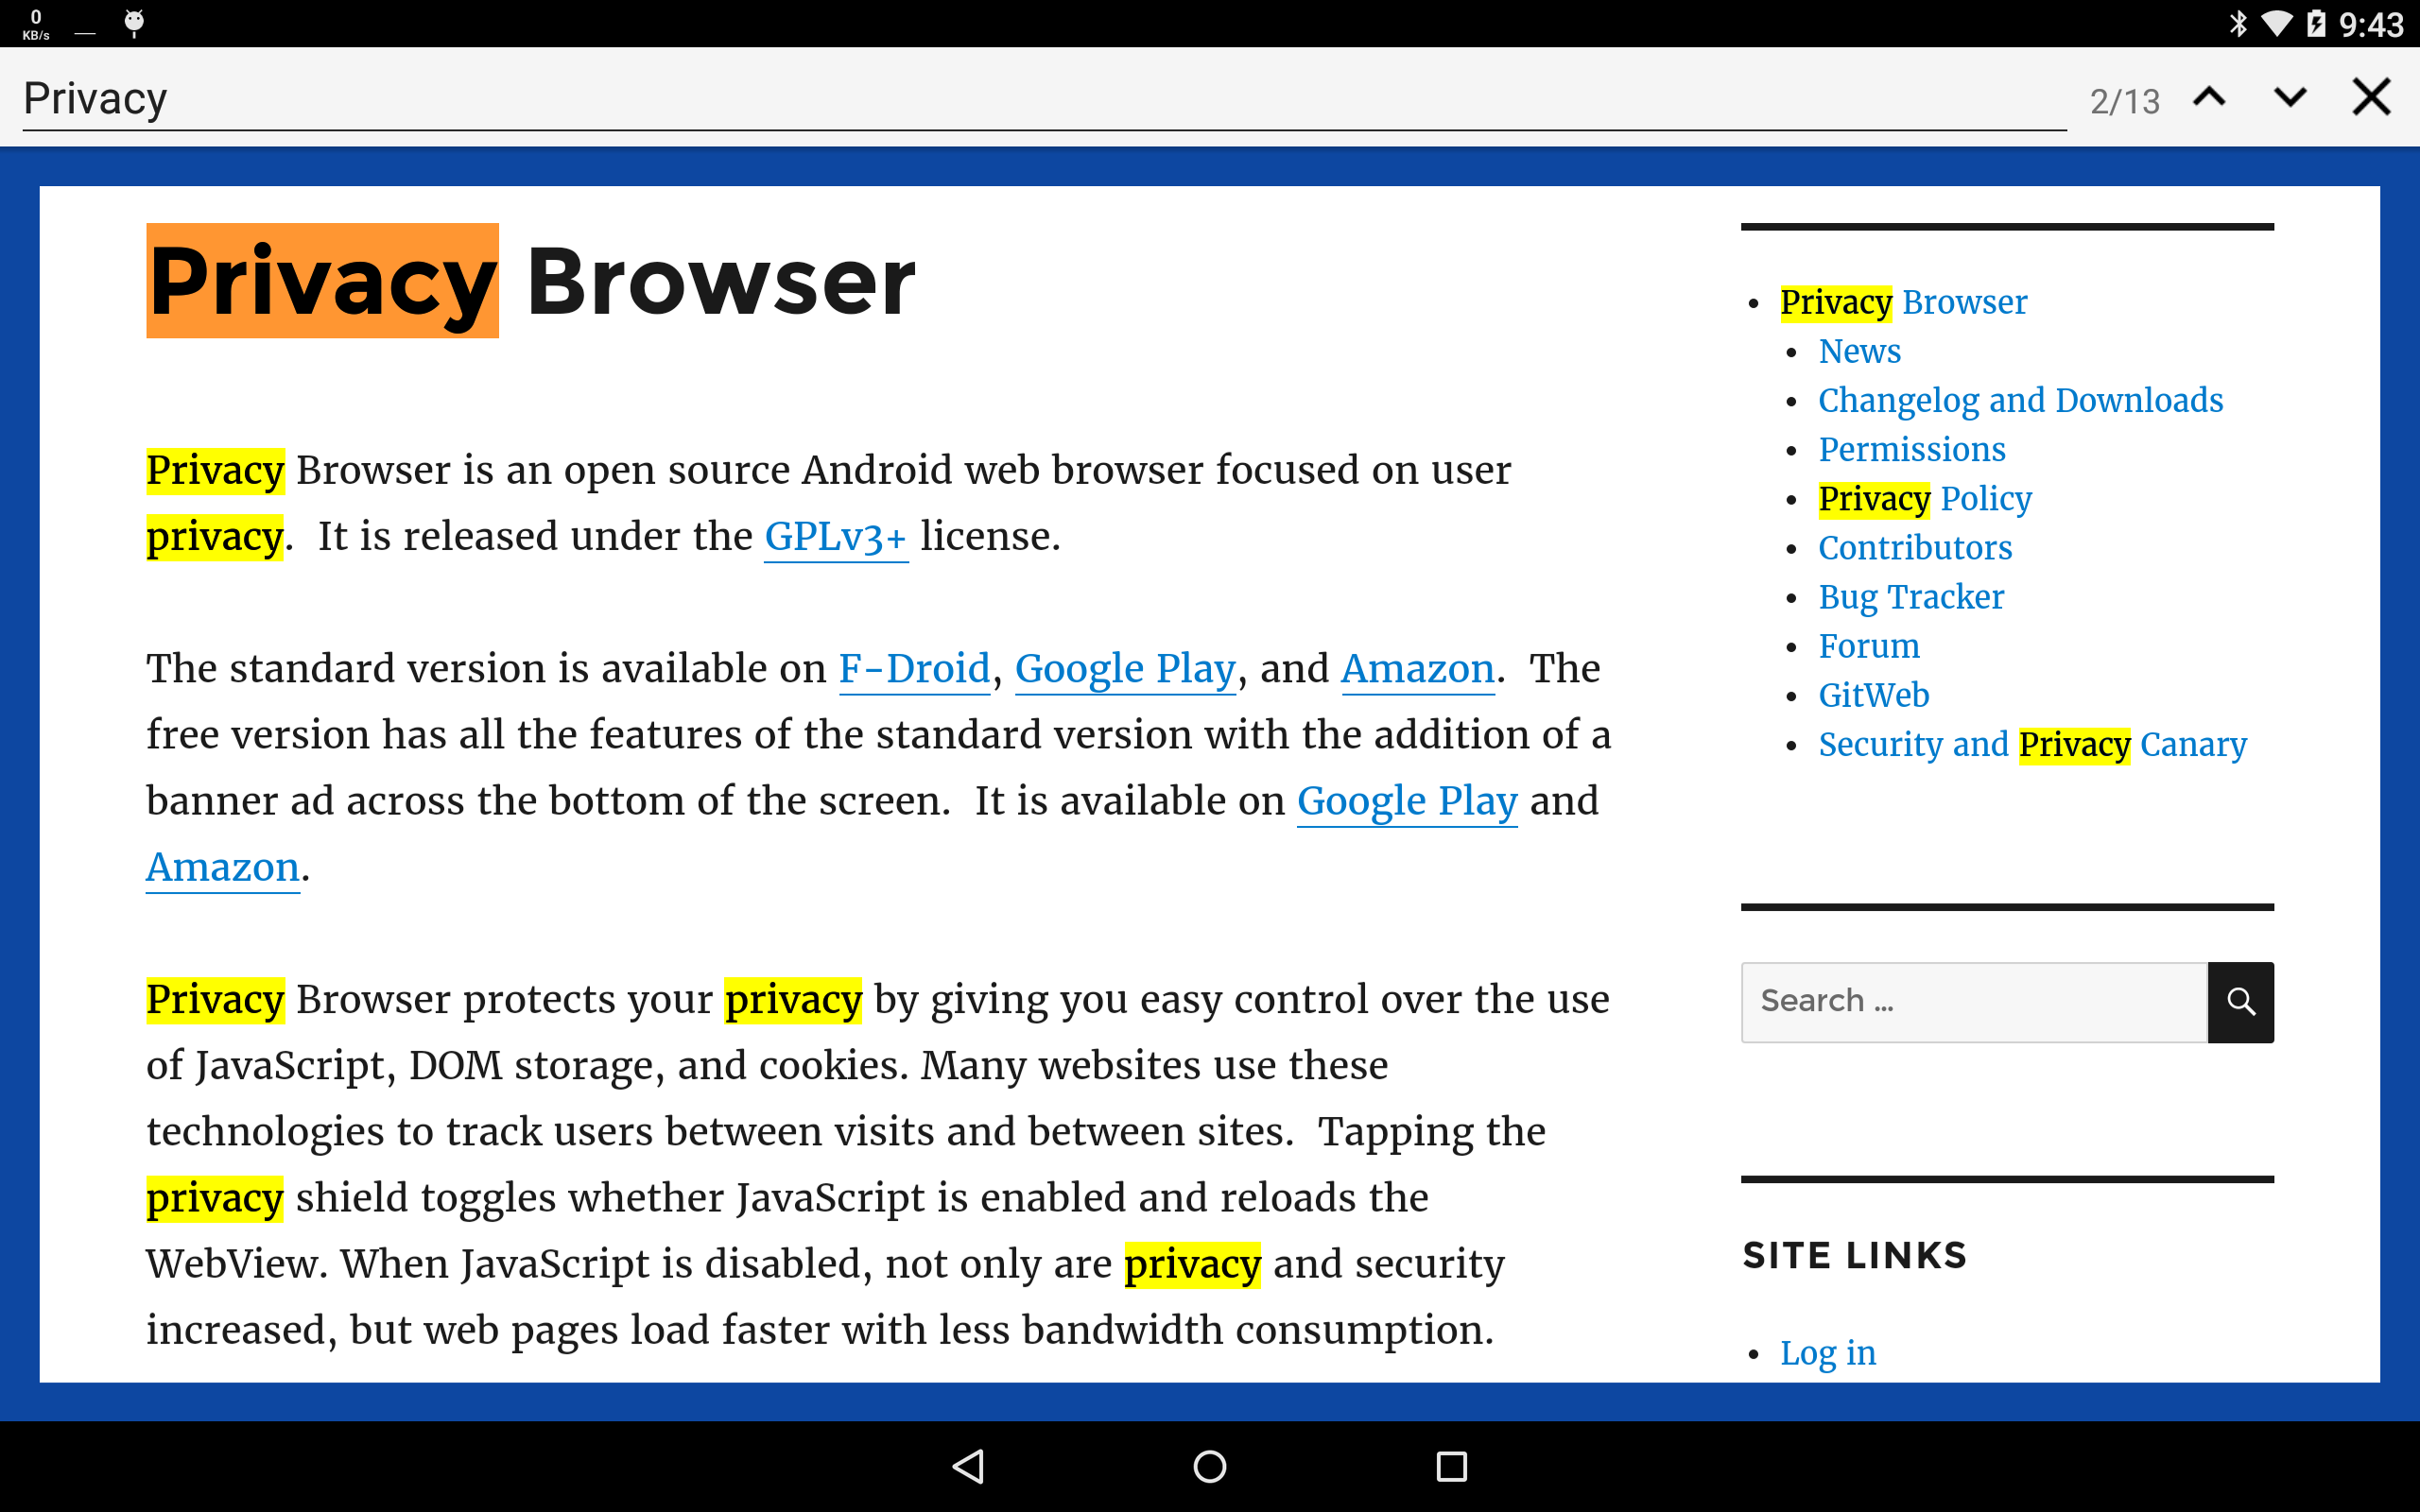 0
KB/s
9:43
Privacy
2/13
Privacy Browser
Privacy Browser is an open source Android web browser focused on user
privacy.  It is released under the GPLv3+ license.
The standard version is available on F-Droid, Google Play, and Amazon.  The
free version has all the features of the standard version with the addition of a
banner ad across the bottom of the screen.  It is available on Google Play and
Amazon.
Privacy Browser protects your privacy by giving you easy control over the use
of JavaScript, DOM storage, and cookies. Many websites use these
technologies to track users between visits and between sites.  Tapping the
privacy shield toggles whether JavaScript is enabled and reloads the
WebView. When JavaScript is disabled, not only are privacy and security
increased, but web pages load faster with less bandwidth consumption.
• Privacy Browser
• News
• Changelog and Downloads
• Permissions
• Privacy Policy
• Contributors
• Bug Tracker
• Forum
• GitWeb
• Security and Privacy Canary
Search …
SITE LINKS
• Log in